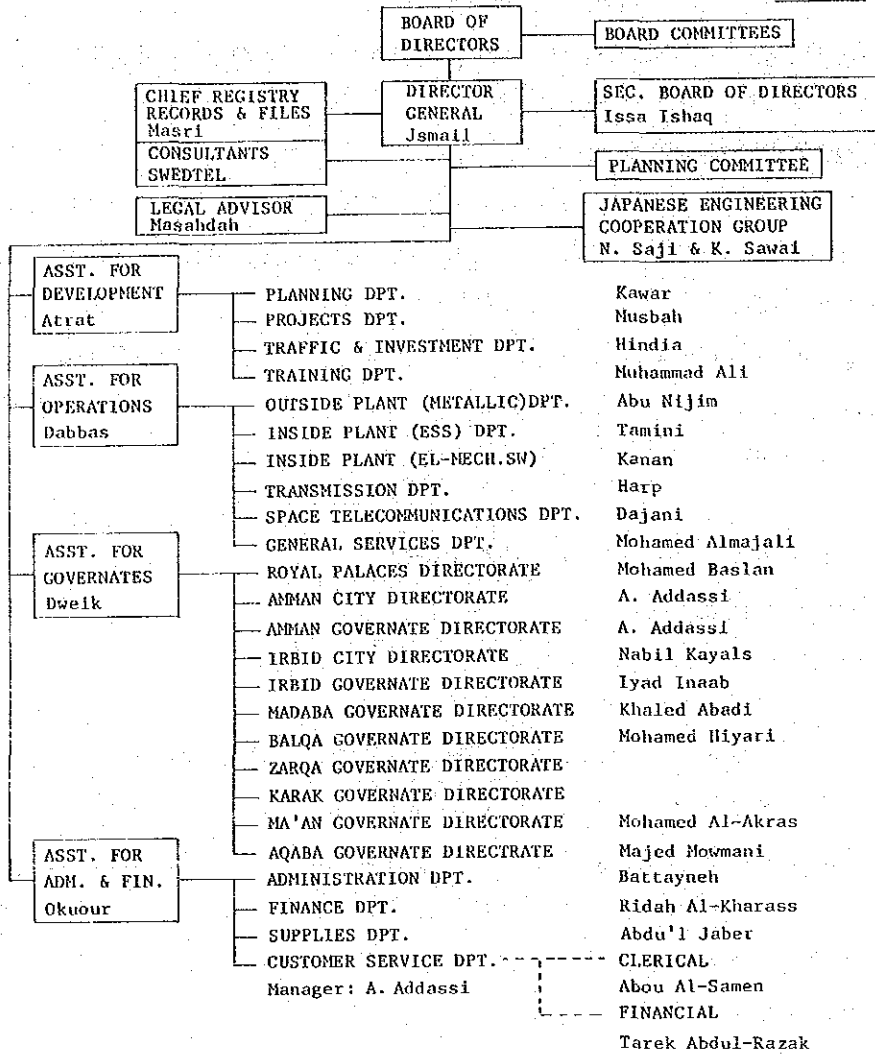 BOARD OF
DIRECTORS
BOARD COMMITTEES
CHIEF REGISTRY
RECORDS & FILES
Masri
DIRECTOR
GENERAL
Jsmail
SEC. BOARD OF DIRECTORS
Issa Ishaq
CONSULTANTS
SWEDTEL
PLANNING COMMITTEE
LEGAL ADVISOR
Masahdah
JAPANESE ENGINEERING
COOPERATION GROUP
N. Saji & K. Sawai
ASST. FOR
DEVELOPMENT
Atrat
PLANNING DPT. Kawar
PROJECTS DPT. Musbah
TRAFFIC & INVESTMENT DPT. Hindia
TRAINING DPT. Muhammad Ali
ASST. FOR
OPERATIONS
Dabbas
OUTSIDE PLANT (METALLIC)DPT. Abu Nijim
INSIDE PLANT (ESS) DPT. Tamini
INSIDE PLANT (EL-MECH.SW) Kanan
TRANSMISSION DPT. Harp
SPACE TELECOMMUNICATIONS DPT. Dajani
GENERAL SERVICES DPT. Mohamed Almajali
ASST. FOR
GOVERNATES
Dweik
ROYAL PALACES DIRECTORATE Mohamed Baslan
AMMAN CITY DIRECTORATE A. Addassi
AMMAN GOVERNATE DIRECTORATE A. Addassi
IRBID CITY DIRECTORATE Nabil Kayals
IRBID GOVERNATE DIRECTORATE Iyad Inaab
MADABA GOVERNATE DIRECTORATE Khaled Abadi
BALQA GOVERNATE DIRECTORATE Mohamed Hiyari
ZARQA GOVERNATE DIRECTORATE
KARAK GOVERNATE DIRECTORATE
MA'AN GOVERNATE DIRECTORATE Mohamed Al-Akras
AQABA GOVERNATE DIRECTRATE Majed Mowmani
ASST. FOR
ADM. & FIN.
Okuour
ADMINISTRATION DPT. Battayneh
FINANCE DPT. Ridah Al-Kharass
SUPPLIES DPT. Abdu'l Jaber
CUSTOMER SERVICE DPT. CLERICAL
Manager: A. Addassi Abou Al-Samen
FINANCIAL
Tarek Abdul-Razak